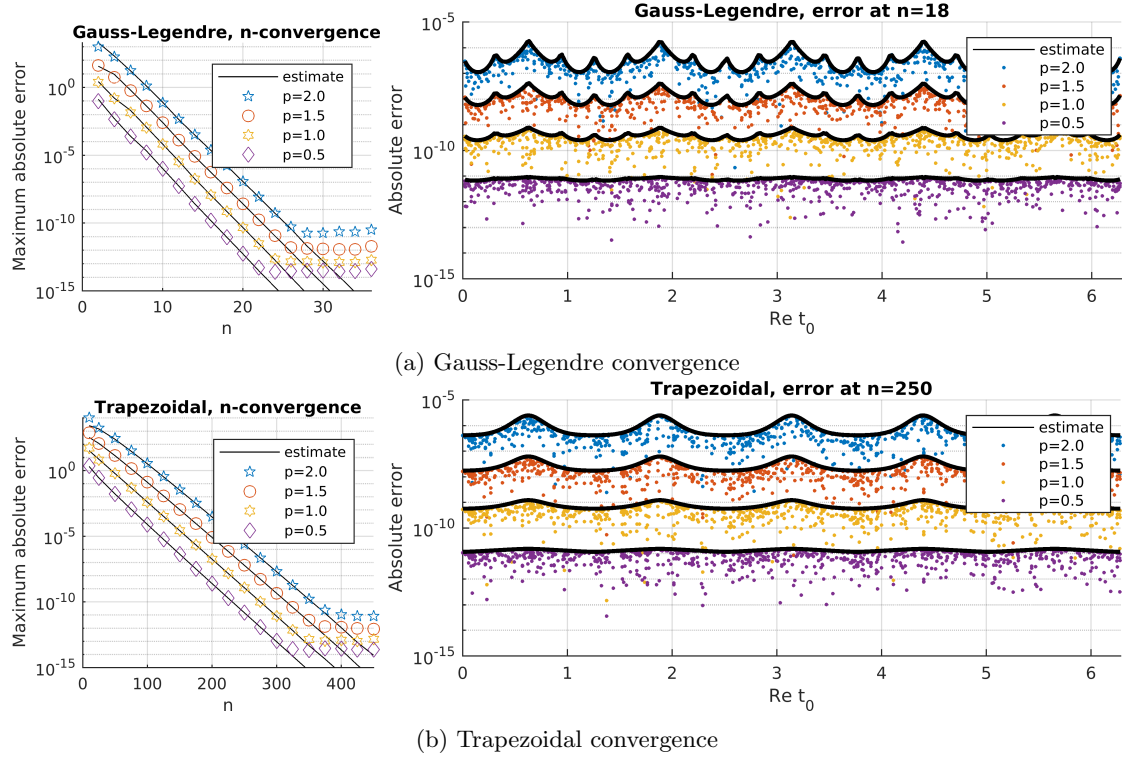 Gauss-Legendre, n-convergence
Maximum absolute error
10^0
10^-5
10^-10
10^-15
0 10 20 30
n
estimate
p=2.0
p=1.5
p=1.0
p=0.5
Gauss-Legendre, error at n=18
Absolute error
10^-5
10^-10
10^-15
0 1 2 3 4 5 6
Re t_0
estimate
p=2.0
p=1.5
p=1.0
p=0.5
(a) Gauss-Legendre convergence
Trapezoidal, n-convergence
Maximum absolute error
10^0
10^-5
10^-10
10^-15
0 100 200 300 400
n
estimate
p=2.0
p=1.5
p=1.0
p=0.5
Trapezoidal, error at n=250
Absolute error
10^-5
10^-10
10^-15
0 1 2 3 4 5 6
Re t_0
estimate
p=2.0
p=1.5
p=1.0
p=0.5
(b) Trapezoidal convergence